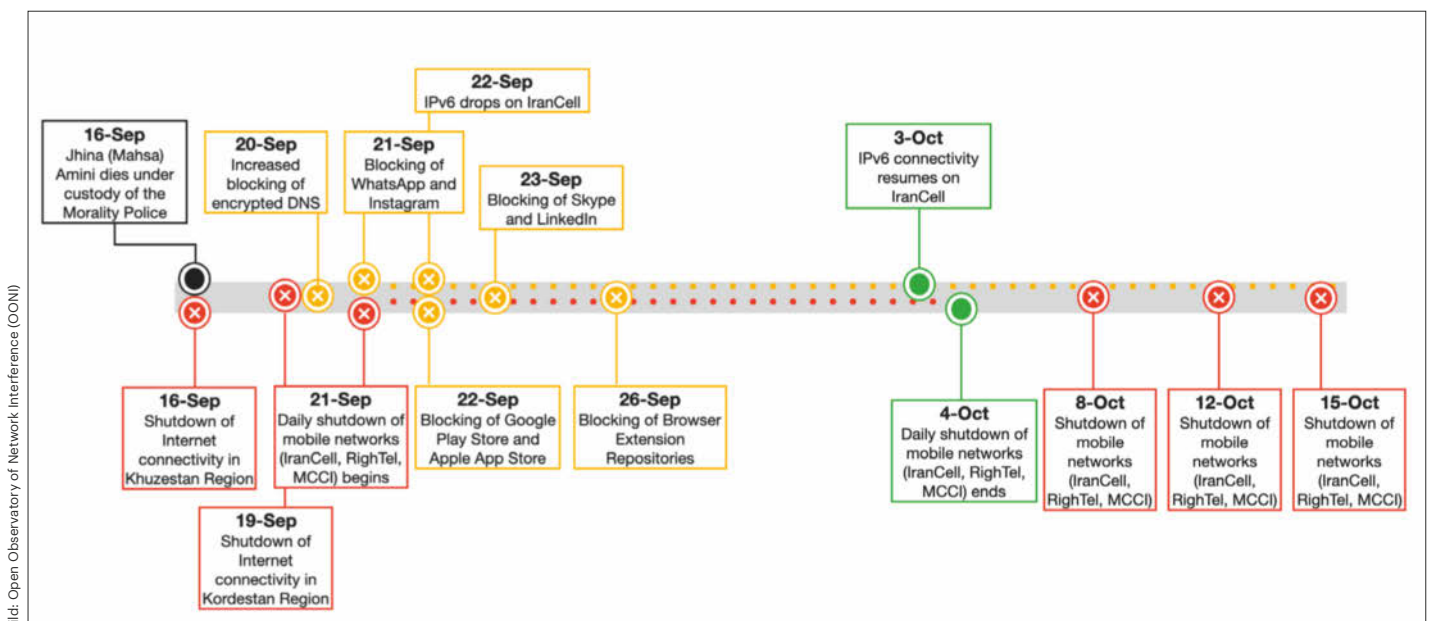 22-Sep
IPv6 drops on IranCell
16-Sep
Jhina (Mahsa)
Amini dies under
custody of the
Morality Police
20-Sep
Increased
blocking of
encrypted DNS
21-Sep
Blocking of
WhatsApp and
Instagram
23-Sep
Blocking of Skype
and LinkedIn
3-Oct
IPv6 connectivity
resumes on
IranCell
16-Sep
Shutdown of
Internet
connectivity in
Khuzestan Region
19-Sep
Shutdown of
Internet
connectivity in
Kordestan Region
21-Sep
Daily shutdown of
mobile networks
(IranCell, RighTel,
MCCI) begins
22-Sep
Blocking of Google
Play Store and
Apple App Store
26-Sep
Blocking of Browser
Extension
Repositories
4-Oct
Daily shutdown of
mobile networks
(IranCell, RighTel,
MCCI) ends
8-Oct
Shutdown of
mobile
networks
(IranCell,
RighTel, MCCI)
12-Oct
Shutdown of
mobile
networks
(IranCell,
RighTel, MCCI)
15-Oct
Shutdown of
mobile
networks
(IranCell,
RighTel, MCCI)
ld: Open Observatory of Network Interference (OONI)